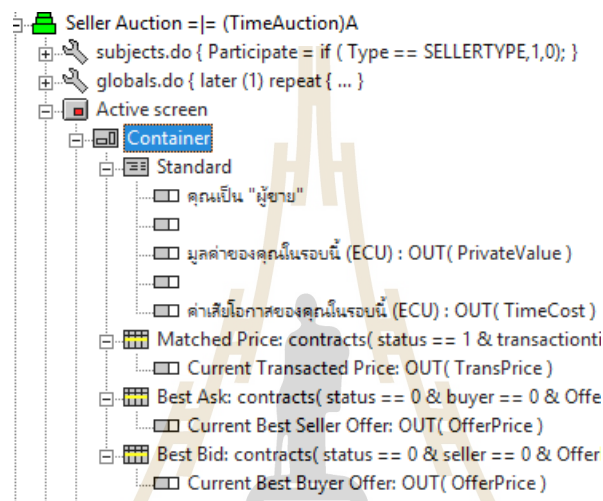 Seller Auction =|= (TimeAuction)A
subjects.do { Participate = if ( Type == SELLERTYPE,1,0); }
globals.do { later (1) repeat { ... }
Active screen
Container
Standard
คุณเป็น "ผู้ขาย"
มูลค่าของคุณในรอบนี้ (ECU) : OUT( PrivateValue )
ค่าเสียโอกาสของคุณในรอบนี้ (ECU) : OUT( TimeCost )
Matched Price: contracts( status == 1 & transactionti
Current Transacted Price: OUT( TransPrice )
Best Ask: contracts( status == 0 & buyer == 0 & Offe
Current Best Seller Offer: OUT( OfferPrice )
Best Bid: contracts( status == 0 & seller == 0 & Offer
Current Best Buyer Offer: OUT( OfferPrice )